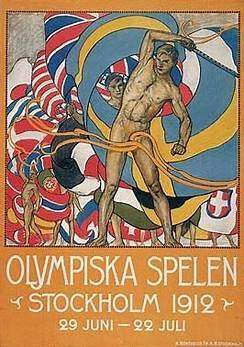 OLYMPISKA SPELEN
STOCKHOLM 1912
29 JUNI — 22 JULI